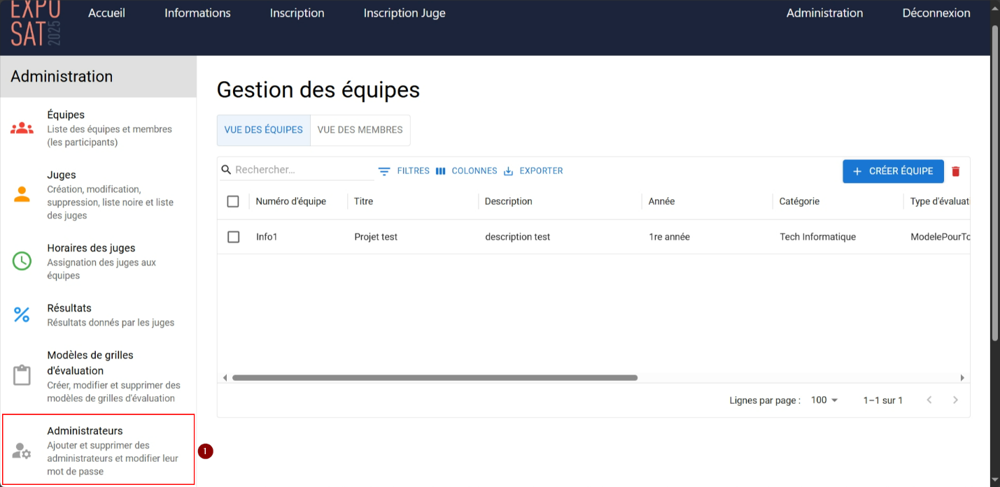 EXPO
SAT 2025
Accueil
Informations
Inscription
Inscription Juge
Administration
Déconnexion
Administration
Équipes
Liste des équipes et membres
(les participants)
Juges
Création, modification,
suppression, liste noire et liste
des juges
Horaires des juges
Assignation des juges aux
équipes
Résultats
Résultats donnés par les juges
Modèles de grilles
d'évaluation
Créer, modifier et supprimer des
modèles de grilles d'évaluation
Administrateurs
Ajouter et supprimer des
administrateurs et modifier leur
mot de passe
1
Gestion des équipes
VUE DES ÉQUIPES
VUE DES MEMBRES
Rechercher...
FILTRES
COLONNES
EXPORTER
+ CRÉER ÉQUIPE
Numéro d'équipe
Titre
Description
Année
Catégorie
Type d'évaluat
Info1
Projet test
description test
1re année
Tech Informatique
ModelePourTo
Lignes par page :
100
1–1 sur 1